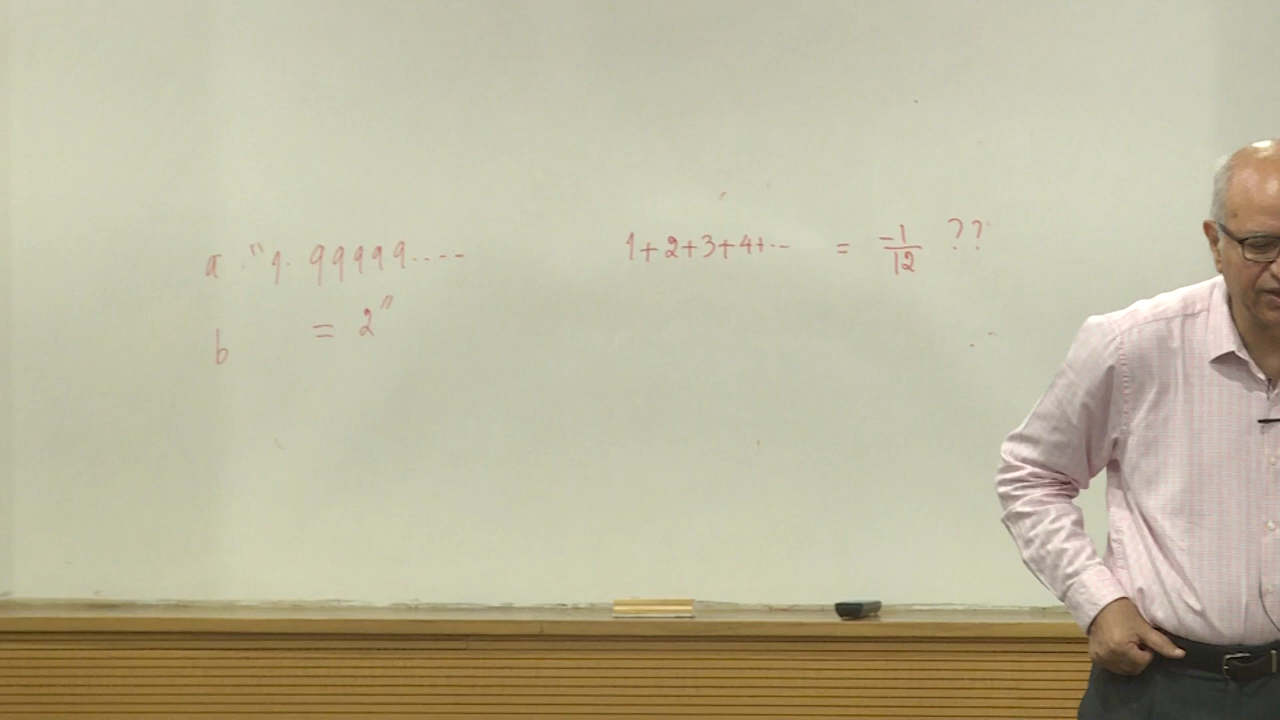 a "1.99999....
b = 2"
1+2+3+4+... = -1/12 ??